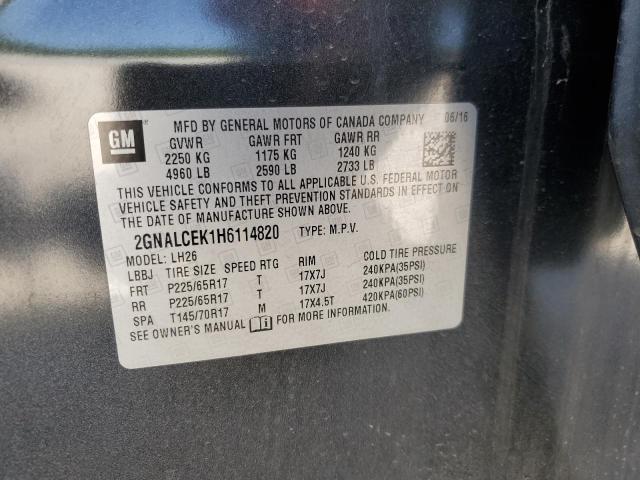 GM
MFD BY GENERAL MOTORS OF CANADA COMPANY 06/16
GVWR GAWR FRT GAWR RR
2250 KG 1175 KG 1240 KG
4960 LB 2590 LB 2733 LB
THIS VEHICLE CONFORMS TO ALL APPLICABLE U.S. FEDERAL MOTOR
VEHICLE SAFETY AND THEFT PREVENTION STANDARDS IN EFFECT ON
THE DATE OF MANUFACTURE SHOWN ABOVE.
2GNALCEK1H6114820 TYPE: M.P.V.
MODEL: LH26
LBBJ TIRE SIZE SPEED RTG RIM COLD TIRE PRESSURE
FRT P225/65R17 T 17X7J 240KPA(35PSI)
RR P225/65R17 T 17X7J 240KPA(35PSI)
SPA T145/70R17 M 17X4.5T 420KPA(60PSI)
SEE OWNER'S MANUAL FOR MORE INFORMATION.